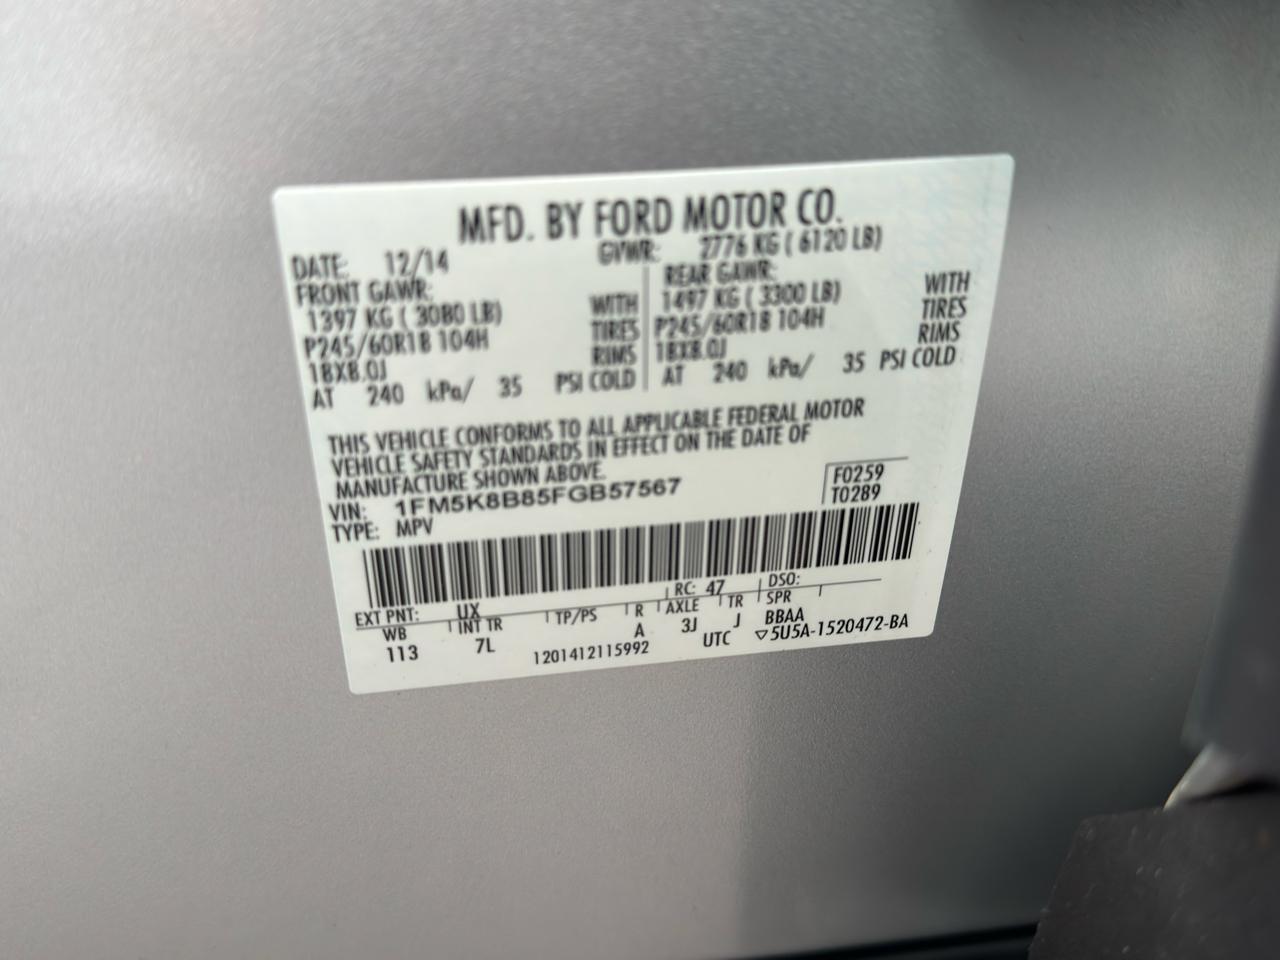 MFD. BY FORD MOTOR CO.
DATE: 12/14 GVWR: 2776 KG ( 6120 LB)
FRONT GAWR: REAR GAWR:
1397 KG ( 3080 LB) WITH 1497 KG ( 3300 LB) WITH
P245/60R18 104H TIRES P245/60R18 104H TIRES
18X8.0J RIMS 18X8.0J RIMS
AT 240 kPa/ 35 PSI COLD AT 240 kPa/ 35 PSI COLD
THIS VEHICLE CONFORMS TO ALL APPLICABLE FEDERAL MOTOR
VEHICLE SAFETY STANDARDS IN EFFECT ON THE DATE OF
MANUFACTURE SHOWN ABOVE.
VIN: 1FM5K8B85FGB57567 F0259
TYPE: MPV T0289
EXT PNT: UX RC: 47 DSO:
WB INT TR TP/PS R AXLE TR SPR
113 7L A 3J J BBAA
1201412115992 UTC ▽5U5A-1520472-BA